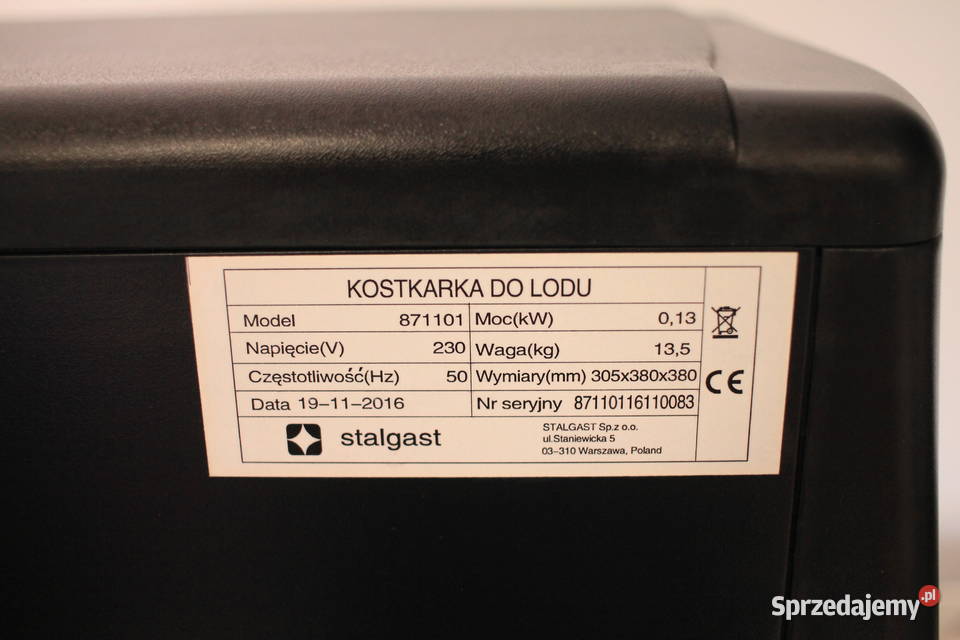 KOSTKARKA DO LODU
Model 871101 Moc(kW) 0,13
Napięcie(V) 230 Waga(kg) 13,5
Częstotliwość(Hz) 50 Wymiary(mm) 305x380x380
Data 19-11-2016 Nr seryjny 87110116110083
CE
stalgast
STALGAST Sp.z o.o.
ul.Staniewicka 5
03-310 Warszawa, Poland
Sprzedajemy.pl